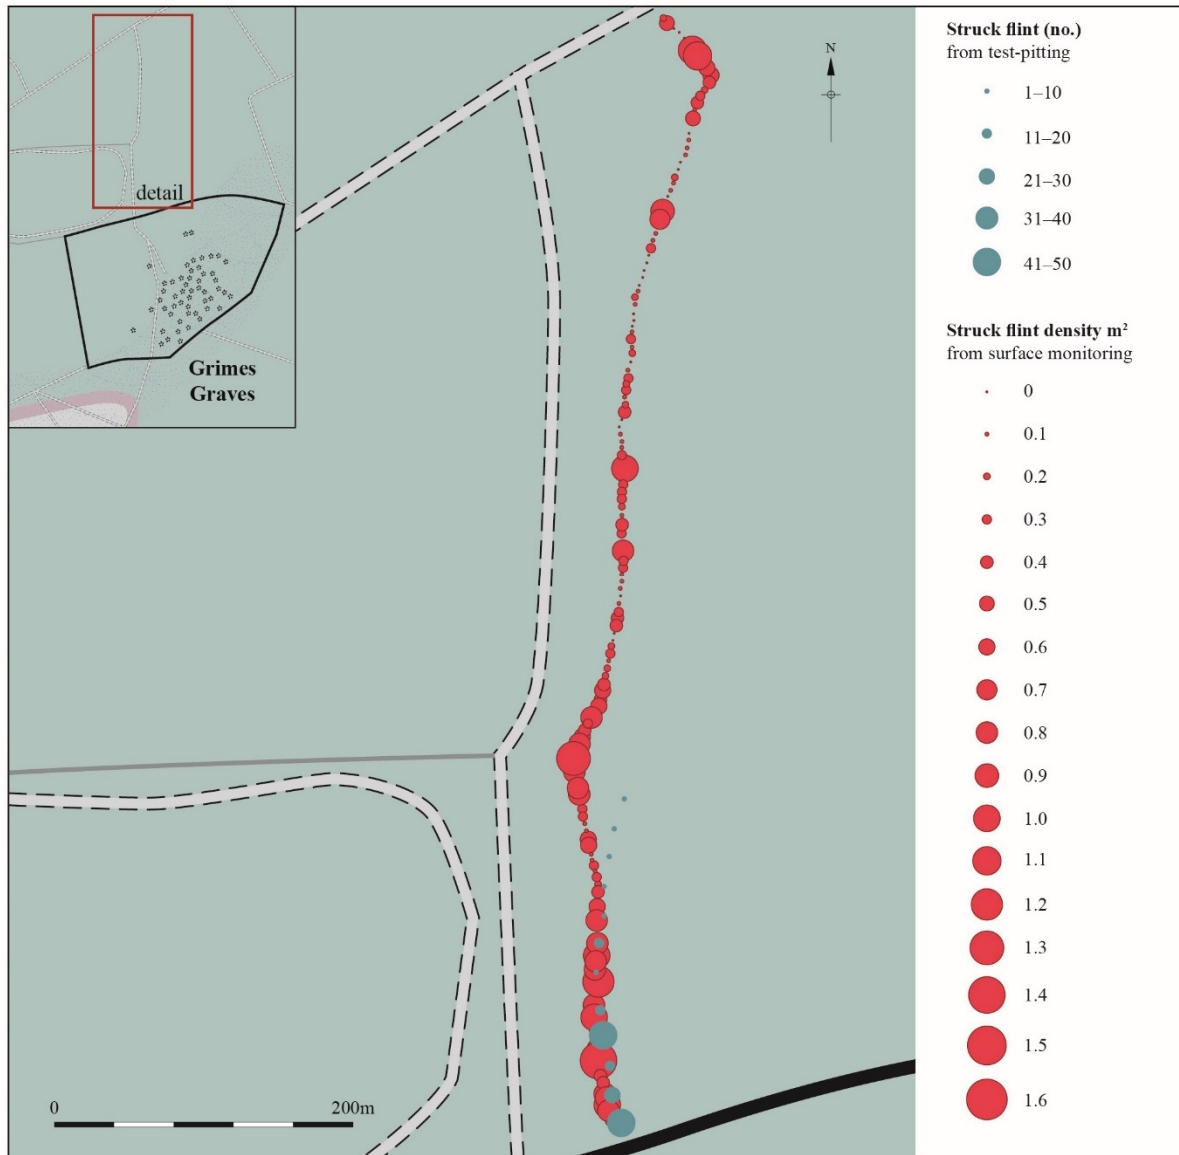 detail
Grimes
Graves
N
0
200m
Struck flint (no.)
from test-pitting
1–10
11–20
21–30
31–40
41–50
Struck flint density m²
from surface monitoring
0
0.1
0.2
0.3
0.4
0.5
0.6
0.7
0.8
0.9
1.0
1.1
1.2
1.3
1.4
1.5
1.6